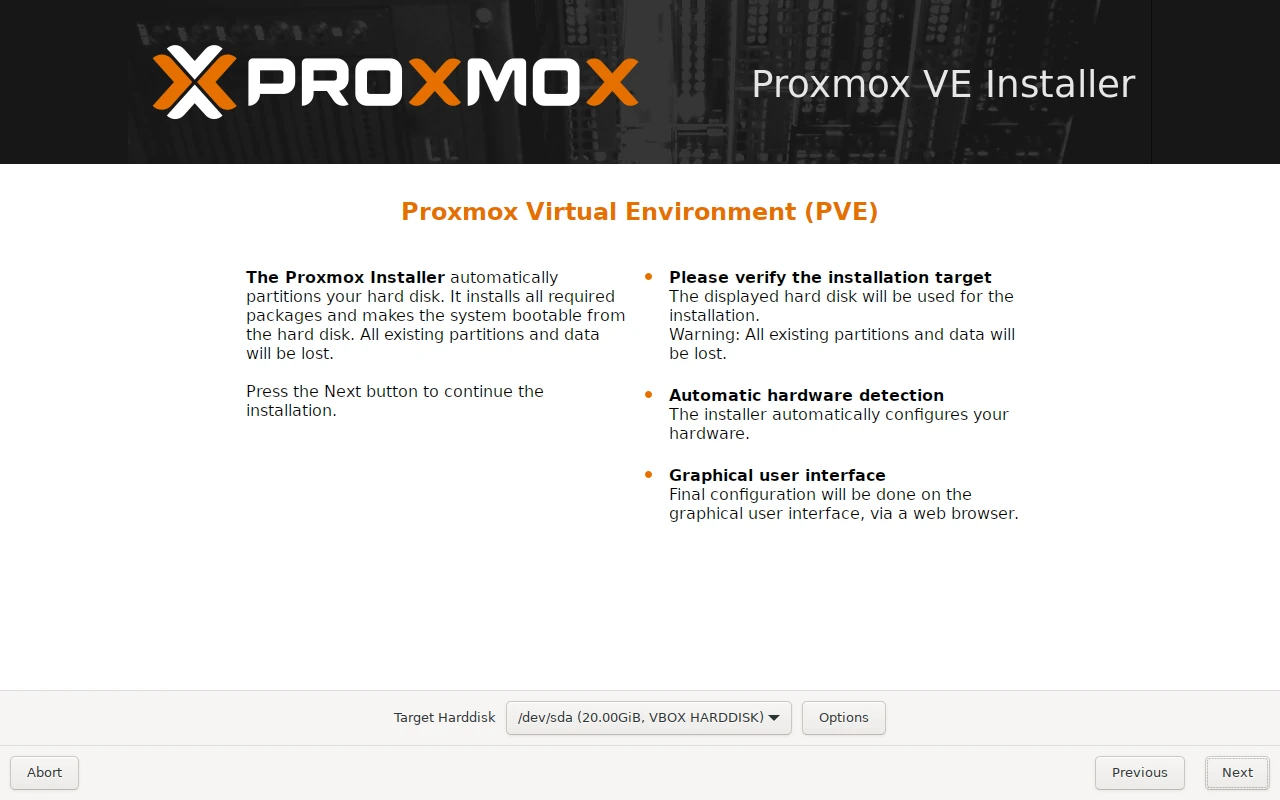 PROXMOX
Proxmox VE Installer
Proxmox Virtual Environment (PVE)
The Proxmox Installer automatically
partitions your hard disk. It installs all required
packages and makes the system bootable from
the hard disk. All existing partitions and data
will be lost.
Press the Next button to continue the
installation.
Please verify the installation target
The displayed hard disk will be used for the
installation.
Warning: All existing partitions and data will
be lost.
Automatic hardware detection
The installer automatically configures your
hardware.
Graphical user interface
Final configuration will be done on the
graphical user interface, via a web browser.
Target Harddisk /dev/sda (20.00GiB, VBOX HARDDISK) Options
Abort Previous Next